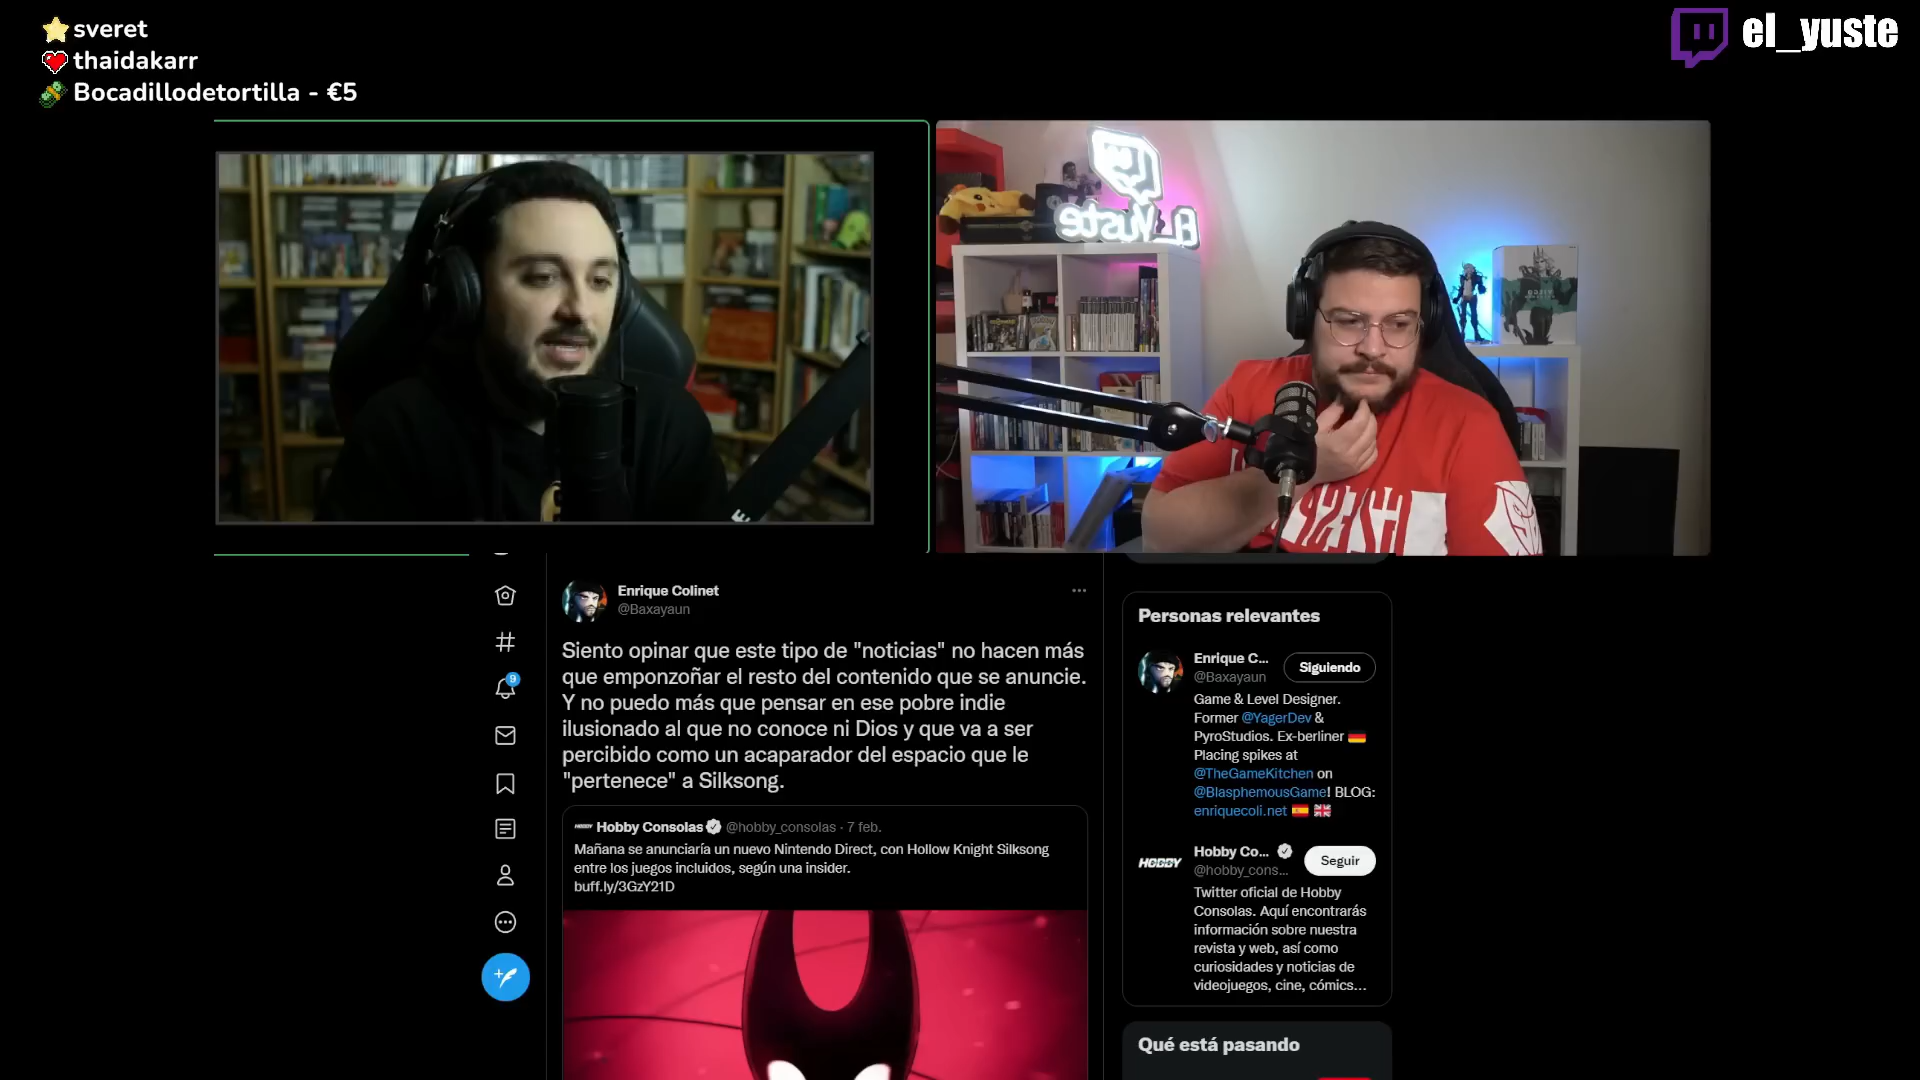 sveret
thaidakarr
Bocadillodetortilla - €5
el_yuste
El_Yuste
Enrique Colinet
@Baxayaun
Siento opinar que este tipo de "noticias" no hacen más
que emponzoñar el resto del contenido que se anuncie.
Y no puedo más que pensar en ese pobre indie
ilusionado al que no conoce ni Dios y que va a ser
percibido como un acaparador del espacio que le
"pertenece" a Silksong.
Hobby Consolas @hobby_consolas · 7 feb.
Mañana se anunciaría un nuevo Nintendo Direct, con Hollow Knight Silksong
entre los juegos incluidos, según una insider.
buff.ly/3GzY21D
9
Personas relevantes
Enrique C...
@Baxayaun
Siguiendo
Game & Level Designer.
Former @YagerDev &
PyroStudios. Ex-berliner
Placing spikes at
@TheGameKitchen on
@BlasphemousGame! BLOG:
enriquecoli.net
HOBBY
Hobby Co...
@hobby_cons...
Seguir
Twitter oficial de Hobby
Consolas. Aquí encontrarás
información sobre nuestra
revista y web, así como
curiosidades y noticias de
videojuegos, cine, cómics...
Qué está pasando